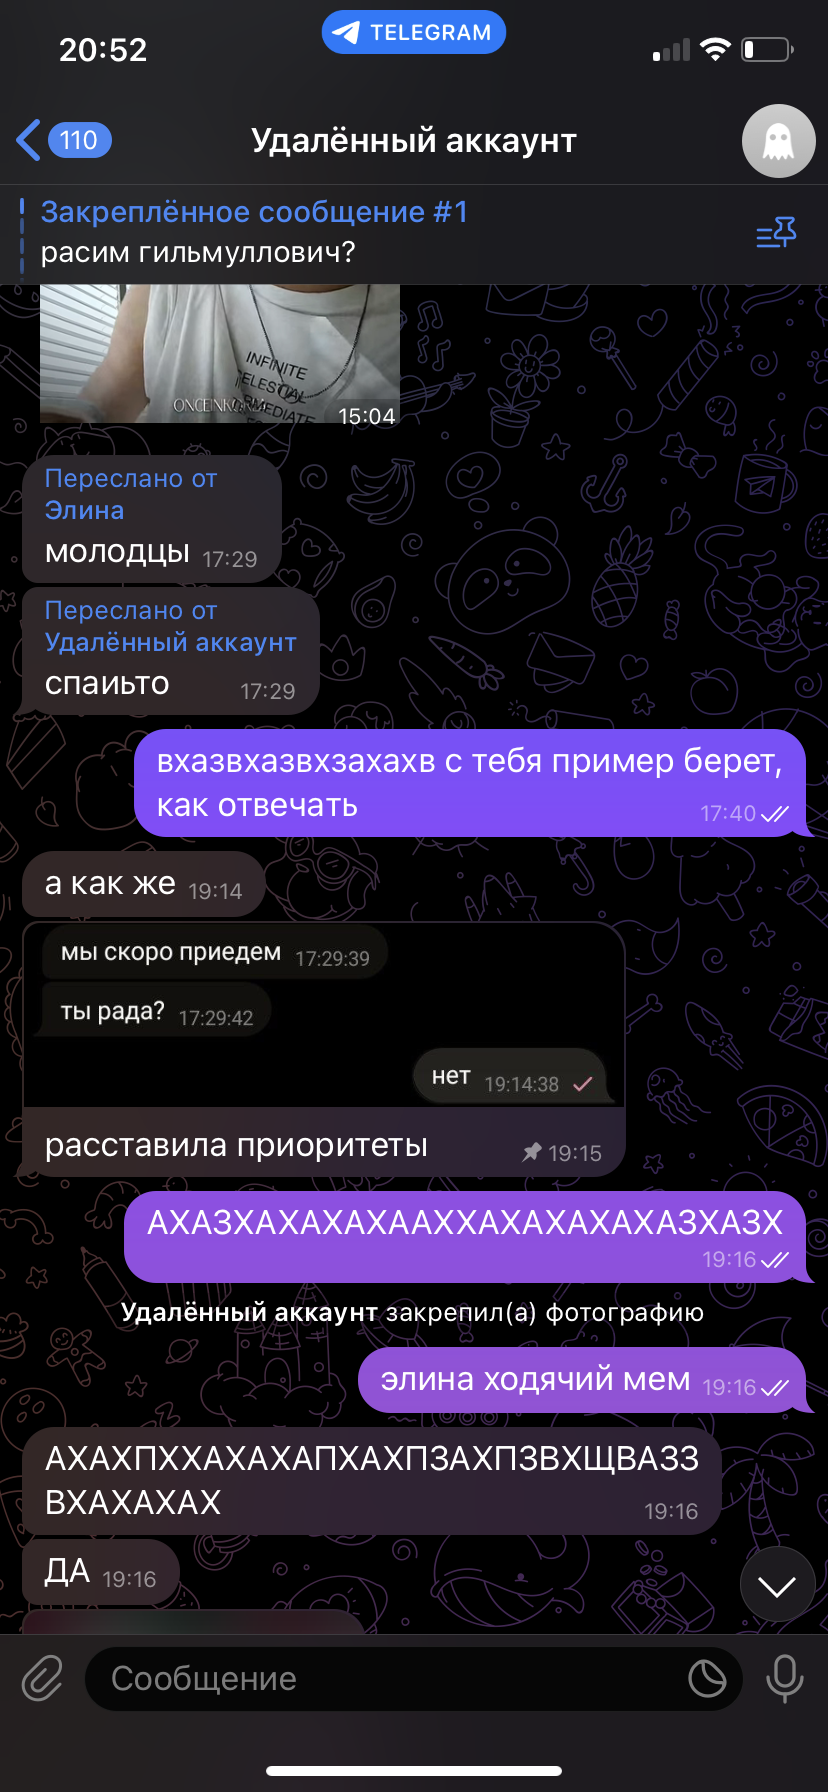 20:52
TELEGRAM
110
Удалённый аккаунт
Закреплённое сообщение #1
расим гильмуллович?
INFINITE
CELESTIAL
ONCEINKOREA
15:04
Переслано от
Элина
молодцы 17:29
Переслано от
Удалённый аккаунт
спаиьто 17:29
вхазвхазвхзахахв с тебя пример берет,
как отвечать 17:40
а как же 19:14
мы скоро приедем 17:29:39
ты рада? 17:29:42
нет 19:14:38
расставила приоритеты 19:15
АХАЗХАХАХАХААХХАХАХАХАХАЗХАЗХ
19:16
Удалённый аккаунт закрепил(а) фотографию
элина ходячий мем 19:16
АХАХПХХАХАХАПХАХПЗАХПЗВХЩВАЗЗ
ВХАХАХАХ 19:16
ДА 19:16
Сообщение